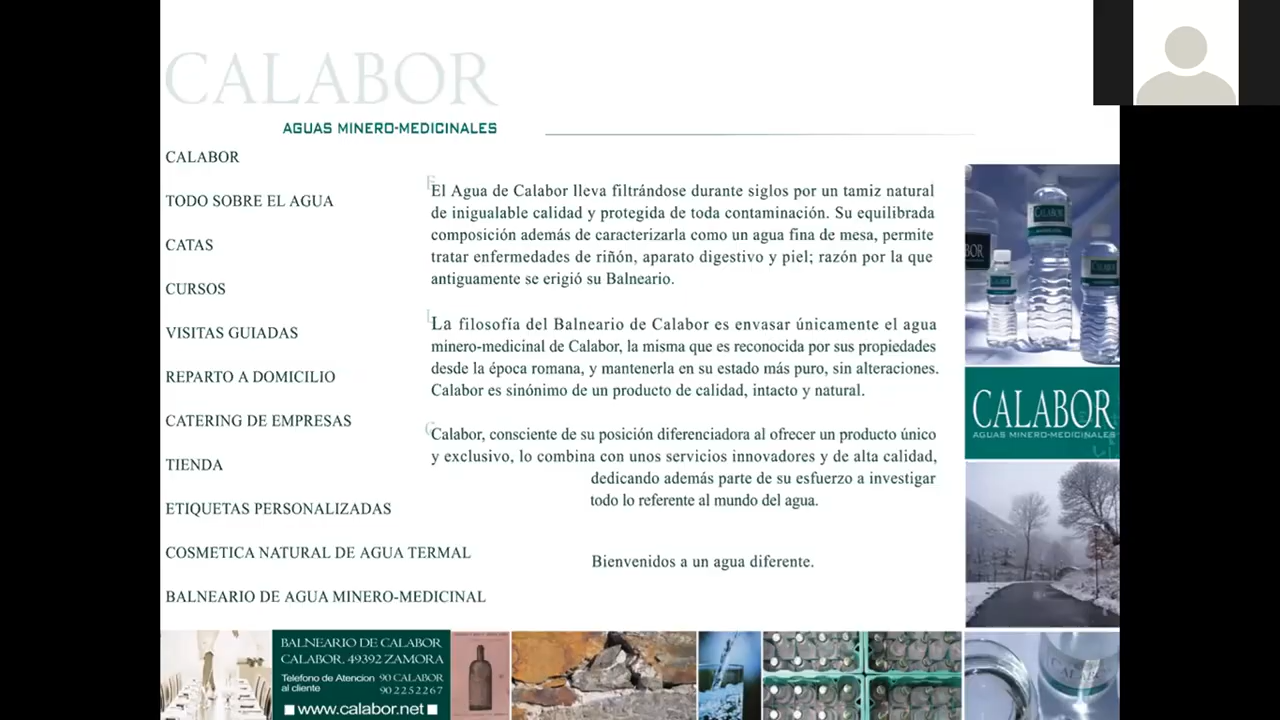 CALABOR
AGUAS MINERO-MEDICINALES
CALABOR
TODO SOBRE EL AGUA
CATAS
CURSOS
VISITAS GUIADAS
REPARTO A DOMICILIO
CATERING DE EMPRESAS
TIENDA
ETIQUETAS PERSONALIZADAS
COSMETICA NATURAL DE AGUA TERMAL
BALNEARIO DE AGUA MINERO-MEDICINAL
El Agua de Calabor lleva filtrándose durante siglos por un tamiz natural
de inigualable calidad y protegida de toda contaminación. Su equilibrada
composición además de caracterizarla como un agua fina de mesa, permite
tratar enfermedades de riñón, aparato digestivo y piel; razón por la que
antiguamente se erigió su Balneario.
La filosofía del Balneario de Calabor es envasar únicamente el agua
minero-medicinal de Calabor, la misma que es reconocida por sus propiedades
desde la época romana, y mantenerla en su estado más puro, sin alteraciones.
Calabor es sinónimo de un producto de calidad, intacto y natural.
Calabor, consciente de su posición diferenciadora al ofrecer un producto único
y exclusivo, lo combina con unos servicios innovadores y de alta calidad,
dedicando además parte de su esfuerzo a investigar
todo lo referente al mundo del agua.
Bienvenidos a un agua diferente.
CALABOR
CALABOR
CALABOR
AGUAS MINERO-MEDICINALES
BALNEARIO DE CALABOR
CALABOR. 49392 ZAMORA
Telefono de Atencion 90 CALABOR
al cliente 902252267
www.calabor.net